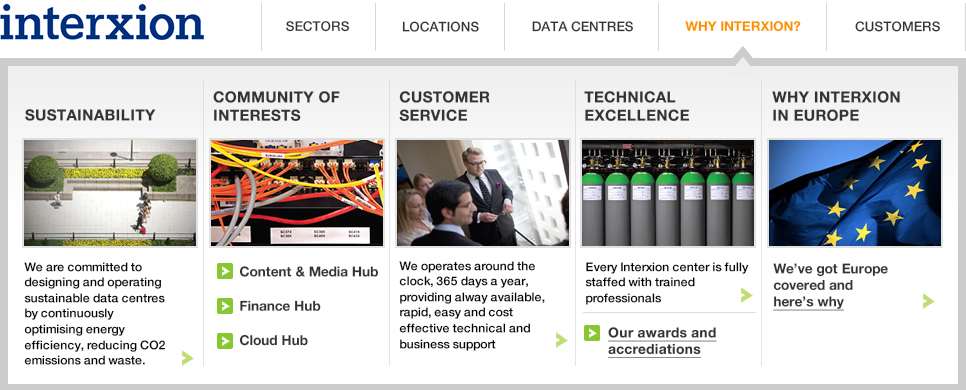 interxion
SECTORS
LOCATIONS
DATA CENTRES
WHY INTERXION?
CUSTOMERS
SUSTAINABILITY
We are committed to
designing and operating
sustainable data centres
by continuously
optimising energy
efficiency, reducing CO2
emissions and waste.
COMMUNITY OF
INTERESTS
Content & Media Hub
Finance Hub
Cloud Hub
CUSTOMER
SERVICE
We operates around the
clock, 365 days a year,
providing alway available,
rapid, easy and cost
effective technical and
business support
TECHNICAL
EXCELLENCE
Every Interxion center is fully
staffed with trained
professionals
Our awards and
accrediations
WHY INTERXION
IN EUROPE
We've got Europe
covered and
here's why